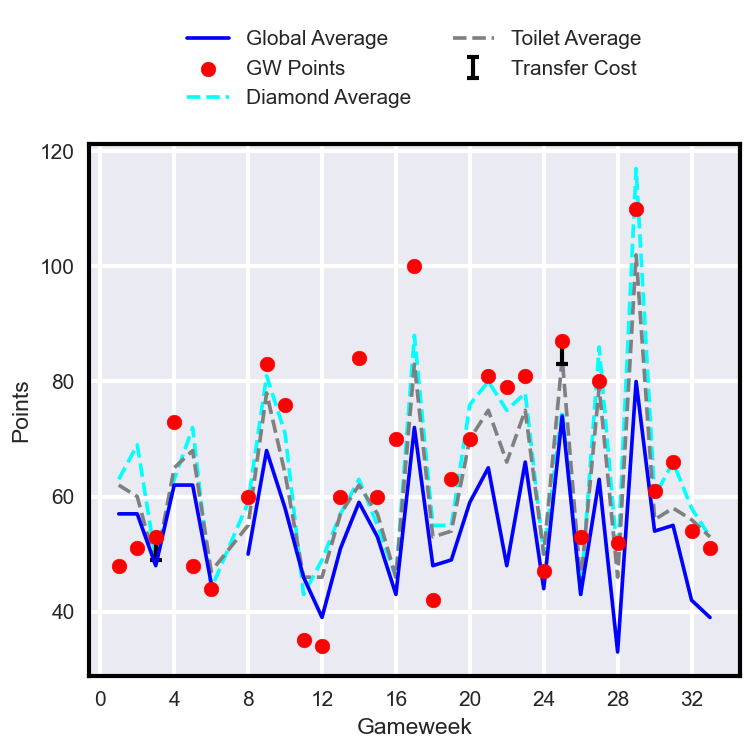 Global Average
GW Points
Diamond Average
Toilet Average
Transfer Cost
120
100
80
60
40
Points
0 4 8 12 16 20 24 28 32
Gameweek